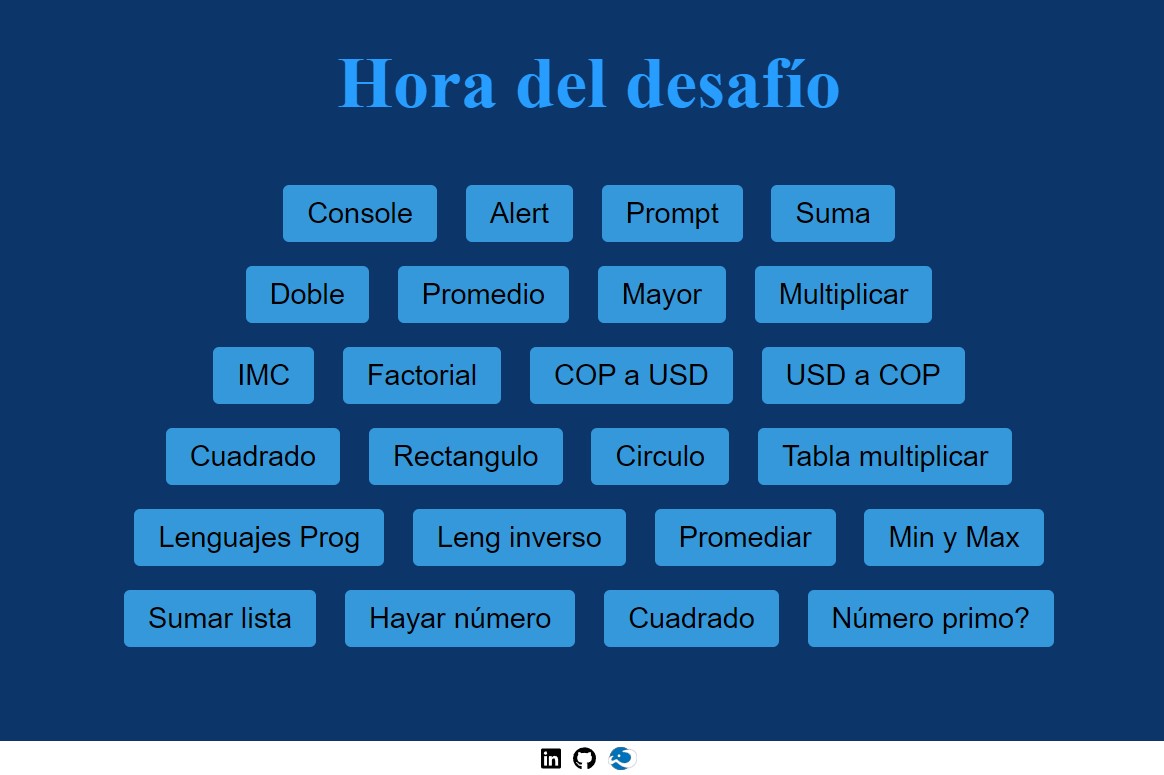 Hora del desafío
Console Alert Prompt Suma
Doble Promedio Mayor Multiplicar
IMC Factorial COP a USD USD a COP
Cuadrado Rectangulo Circulo Tabla multiplicar
Lenguajes Prog Leng inverso Promediar Min y Max
Sumar lista Hayar número Cuadrado Número primo?
in